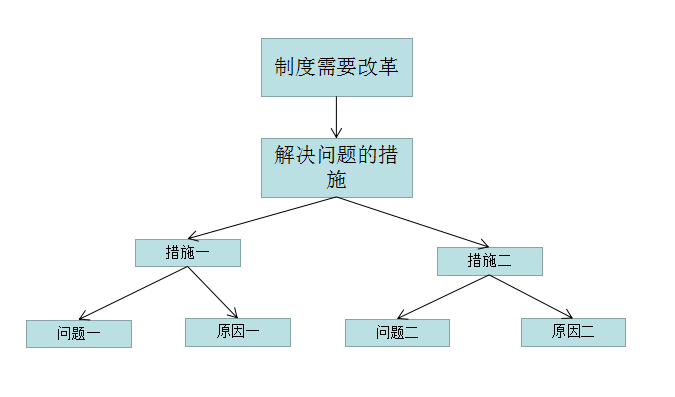 制度需要改革
解决问题的措
施
措施一
措施二
问题一
原因一
问题二
原因二